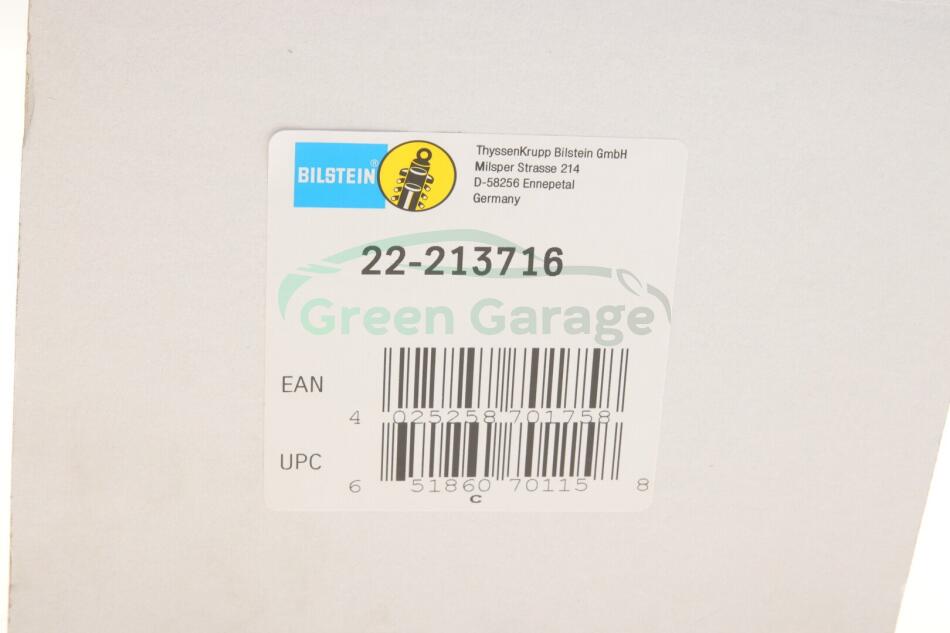 BILSTEIN®
ThyssenKrupp Bilstein GmbH
Milsper Strasse 214
D-58256 Ennepetal
Germany
22-213716
Green Garage
EAN
4 025258 701758
UPC
6 51860 70115 8
C